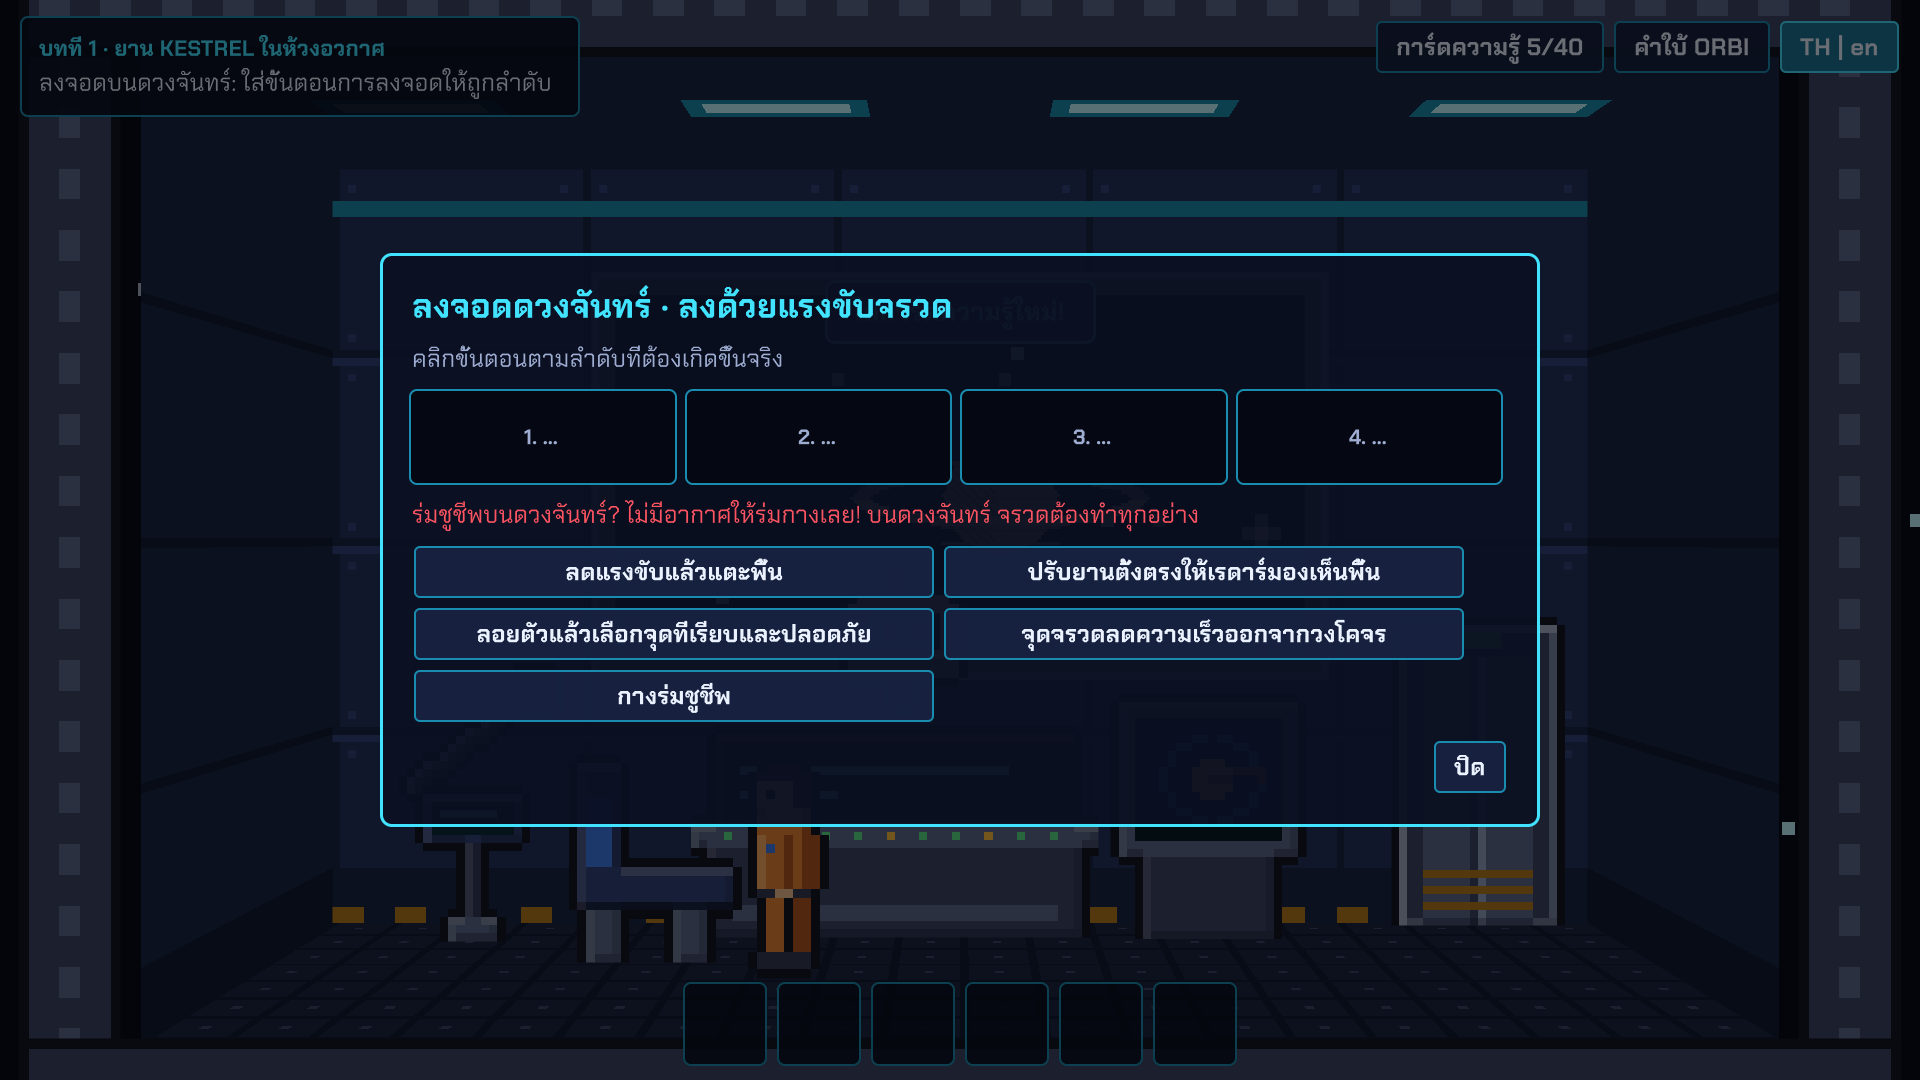 บทที่ 1 · ยาน KESTREL ในห้วงอวกาศ
ลงจอดบนดวงจันทร์: ใส่ขั้นตอนการลงจอดให้ถูกลำดับ
การ์ดความรู้ 5/40
คำใบ้ ORBI
TH | en
ลงจอดดวงจันทร์ · ลงด้วยแรงขับจรวด
คลิกขั้นตอนตามลำดับที่ต้องเกิดขึ้นจริง
1. ...
2. ...
3. ...
4. ...
ร่มชูชีพบนดวงจันทร์? ไม่มีอากาศให้ร่มกางเลย! บนดวงจันทร์ จรวดต้องทำทุกอย่าง
ลดแรงขับแล้วแตะพื้น
ปรับยานตั้งตรงให้เรดาร์มองเห็นพื้น
ลอยตัวแล้วเลือกจุดที่เรียบและปลอดภัย
จุดจรวดลดความเร็วออกจากวงโคจร
กางร่มชูชีพ
ปิด